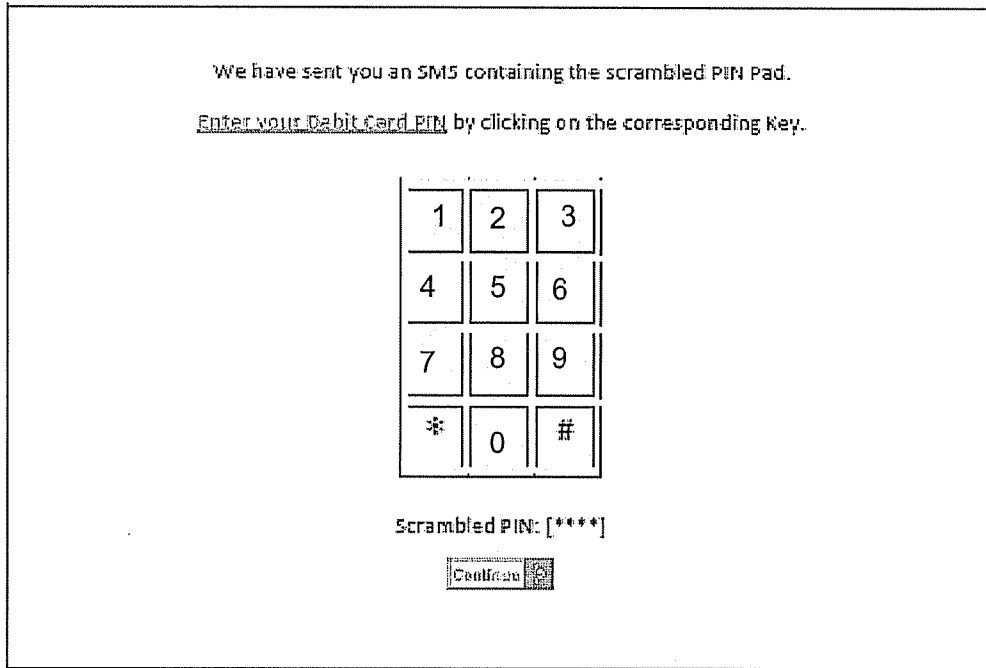 We have sent you an SMS containing the scrambled PIN Pad.
Enter your Debit Card PIN by clicking on the corresponding Key.
1 2 3
4 5 6
7 8 9
* 0 #
Scrambled PIN: [****]
Continue